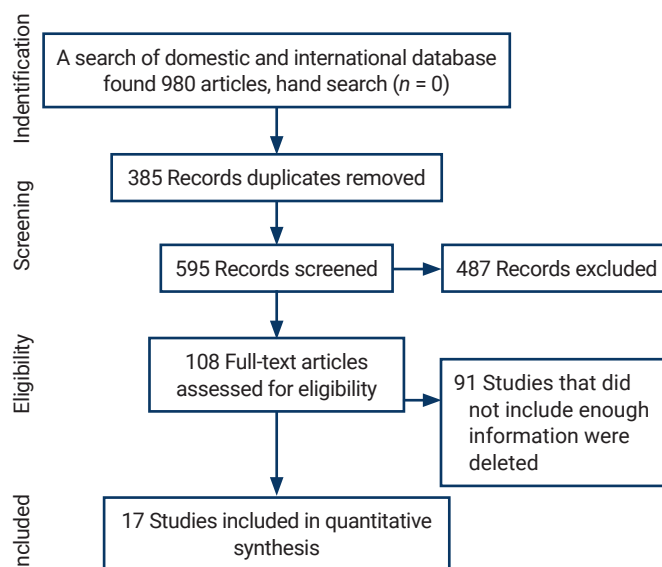 Indentification
A search of domestic and international database
found 980 articles, hand search (n = 0)
385 Records duplicates removed
Screening
595 Records screened
487 Records excluded
Eligibility
108 Full-text articles
assessed for eligibility
91 Studies that did
not include enough
information were
deleted
ncluded
17 Studies included in quantitative
synthesis